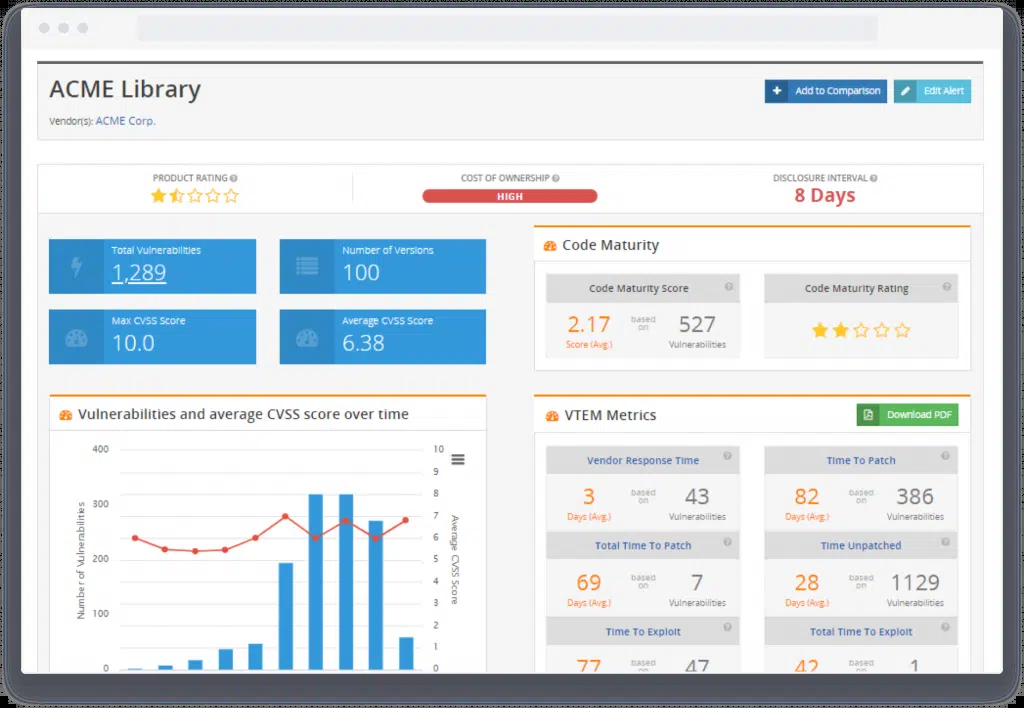 ACME Library
Add to Comparison
Edit Alert
Vendor(s): ACME Corp.
PRODUCT RATING
COST OF OWNERSHIP
DISCLOSURE INTERVAL
HIGH
8 Days
Total Vulnerabilities
1,289
Number of Versions
100
Max CVSS Score
10.0
Average CVSS Score
6.38
Code Maturity
Code Maturity Score
2.17
Score (Avg.)
based
on
527
Vulnerabilities
Code Maturity Rating
Vulnerabilities and average CVSS score over time
400
300
200
100
0
Number of Vulnerabilities
10
9
8
7
6
5
4
3
2
1
0
Average CVSS Score
VTEM Metrics
Download PDF
Vendor Response Time
3
Days (Avg.)
based
on
43
Vulnerabilities
Time To Patch
82
Days (Avg.)
based
on
386
Vulnerabilities
Total Time To Patch
69
Days (Avg.)
based
on
7
Vulnerabilities
Time Unpatched
28
Days (Avg.)
based
on
1129
Vulnerabilities
Time To Exploit
77
based
on
47
Total Time To Exploit
42
based
on
1